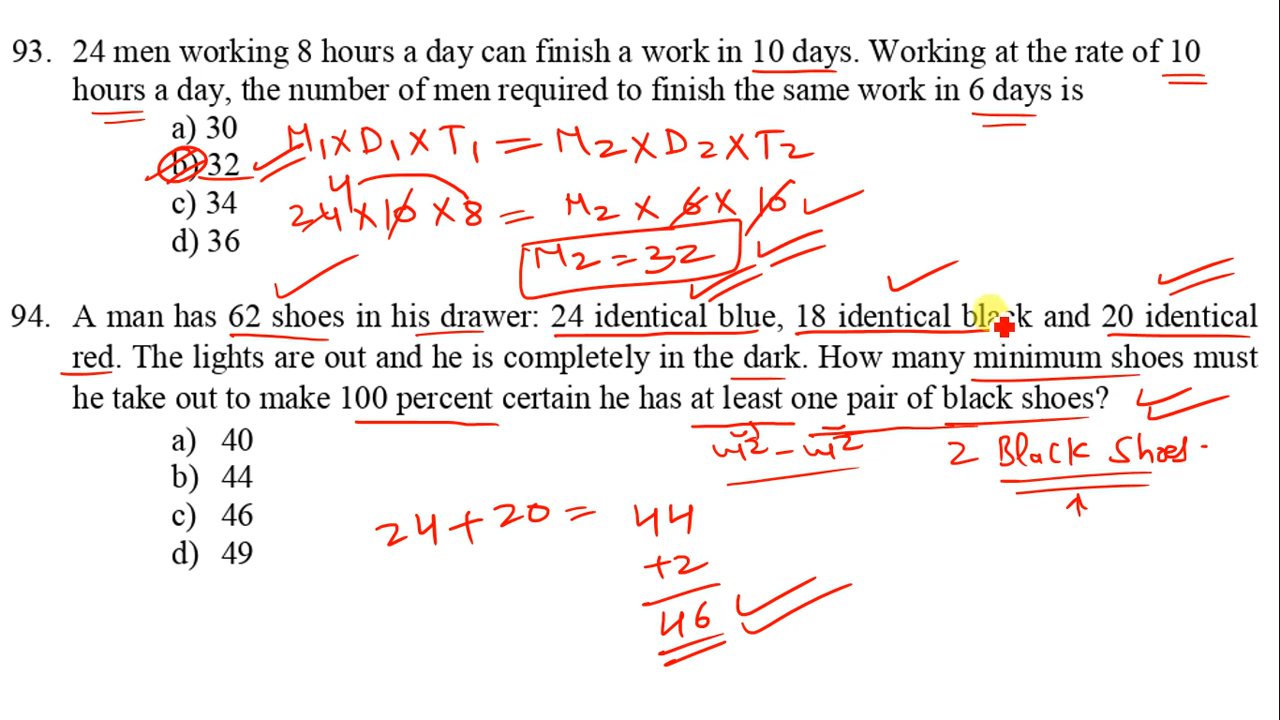 93. 24 men working 8 hours a day can finish a work in 10 days. Working at the rate of 10
hours a day, the number of men required to finish the same work in 6 days is
a) 30
b) 32
c) 34
d) 36
M₁ × D₁ × T₁ = M₂ × D₂ × T₂
4
24 × 10 × 8 = M₂ × 6 × 10
M₂ = 32
94. A man has 62 shoes in his drawer: 24 identical blue, 18 identical black and 20 identical
red. The lights are out and he is completely in the dark. How many minimum shoes must
he take out to make 100 percent certain he has at least one pair of black shoes?
a) 40
b) 44
c) 46
d) 49
2 Black Shoes.
24 + 20 = 44
+2
46